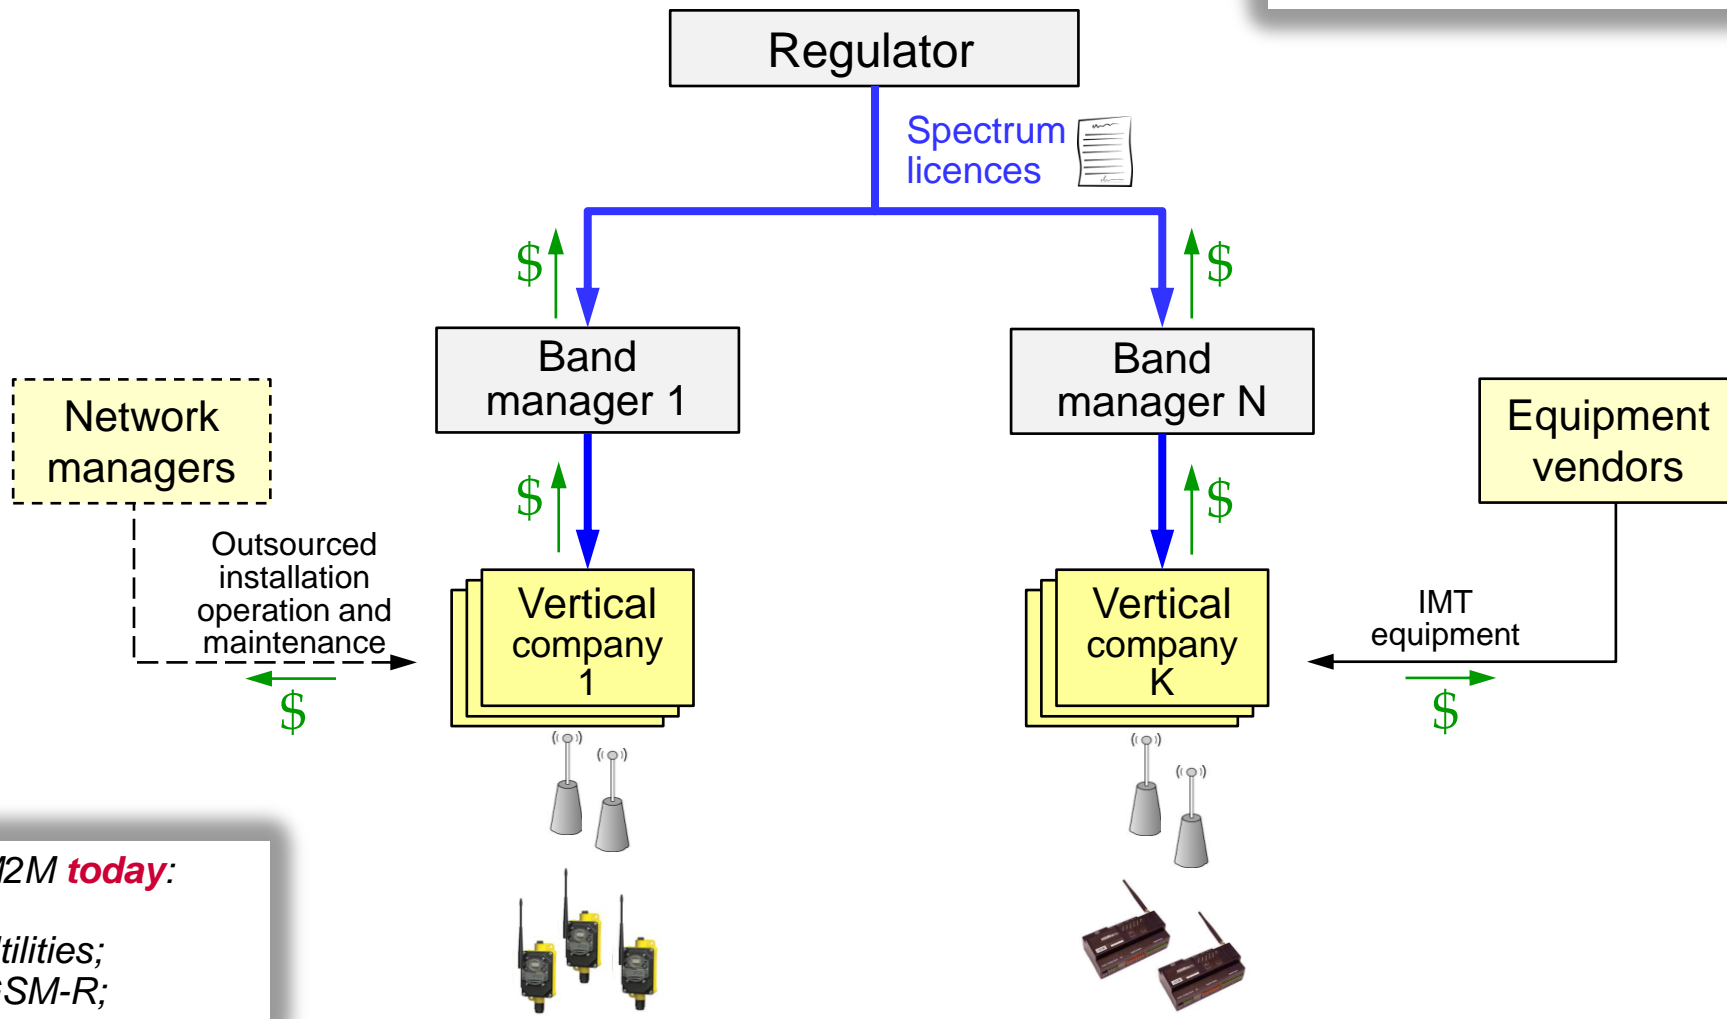 Regulator
Spectrum
licences
$
$
Band
manager 1
Band
manager N
Network
managers
Equipment
vendors
$
$
Outsourced
installation
operation and
maintenance
Vertical
company
1
Vertical
company
K
IMT
equipment
$
$
2M today:
tilities;
SM-R;